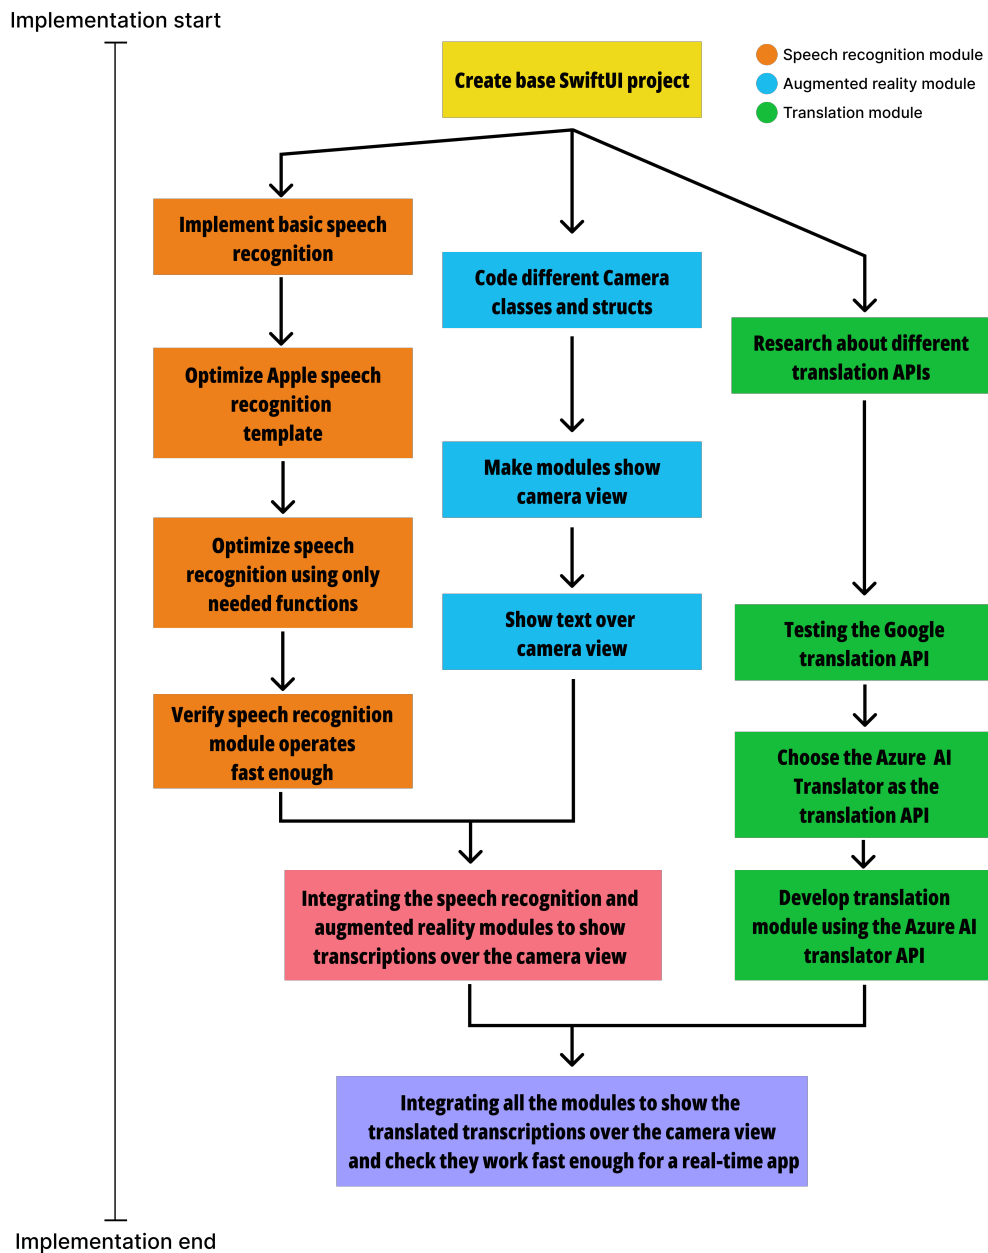 Implementation start
Create base SwiftUI project
Speech recognition module
Augmented reality module
Translation module
Implement basic speech
recognition
Code different Camera
classes and structs
Research about different
translation APIs
Optimize Apple speech
recognition
template
Make modules show
camera view
Optimize speech
recognition using only
needed functions
Show text over
camera view
Testing the Google
translation API
Verify speech recognition
module operates
fast enough
Choose the Azure AI
Translator as the
translation API
Integrating the speech recognition and
augmented reality modules to show
transcriptions over the camera view
Develop translation
module using the Azure AI
translator API
Integrating all the modules to show the
translated transcriptions over the camera view
and check they work fast enough for a real-time app
Implementation end